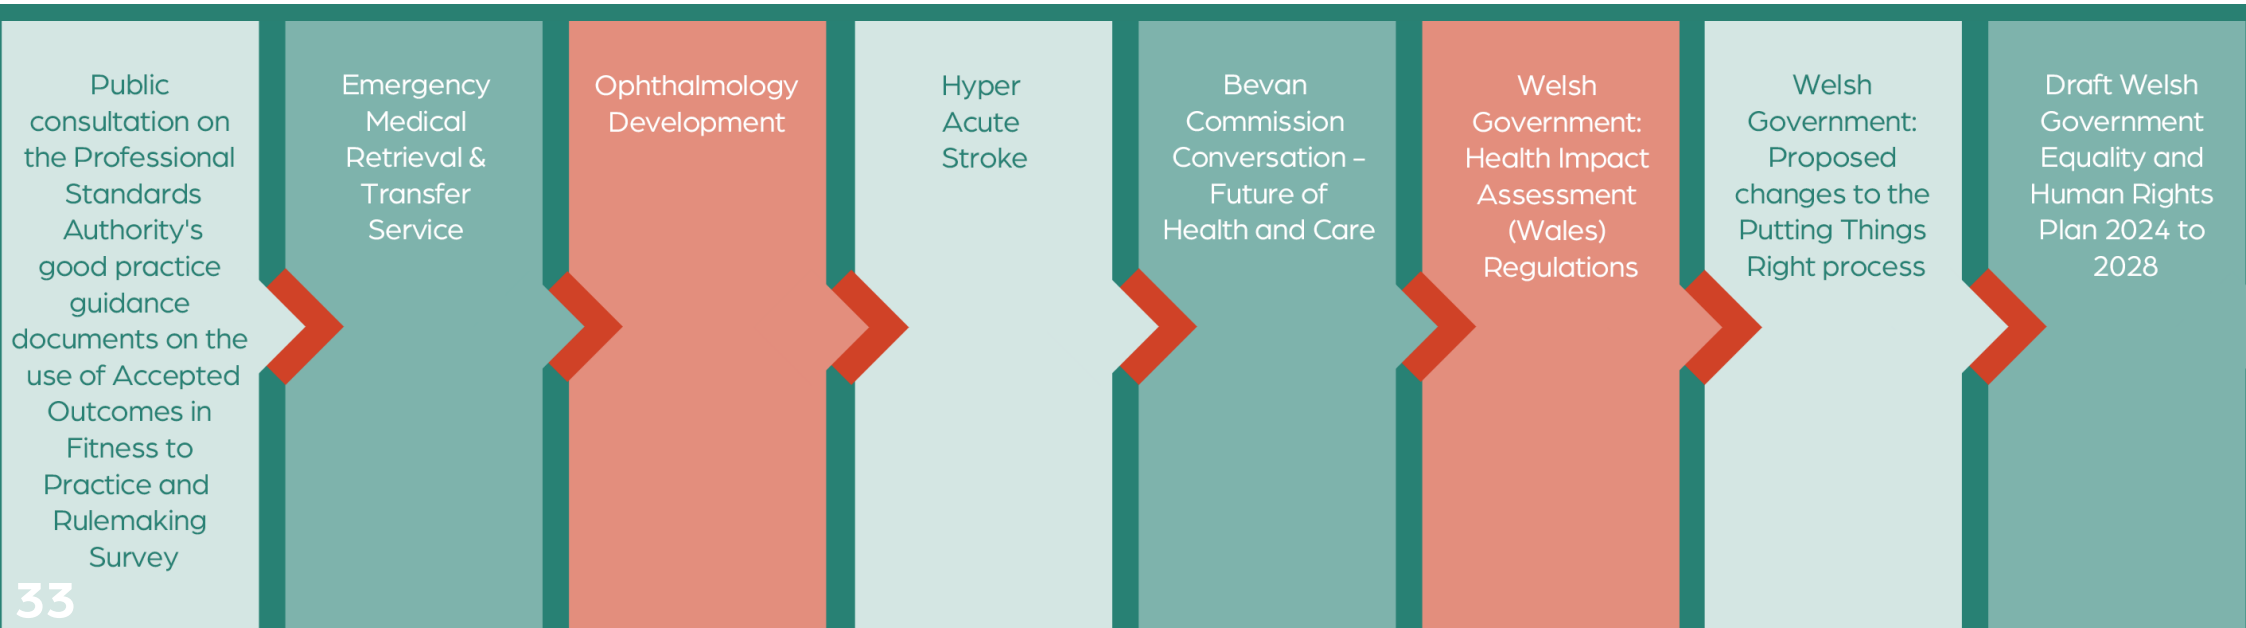 Public
consultation on
the Professional
Standards
Authority's
good practice
guidance
documents on the
use of Accepted
Outcomes in
Fitness to
Practice and
Rulemaking
Survey
Emergency
Medical
Retrieval &
Transfer
Service
Ophthalmology
Development
Hyper
Acute
Stroke
Bevan
Commission
Conversation -
Future of
Health and Care
Welsh
Government:
Health Impact
Assessment
(Wales)
Regulations
Welsh
Government:
Proposed
changes to the
Putting Things
Right process
Draft Welsh
Government
Equality and
Human Rights
Plan 2024 to
2028
33